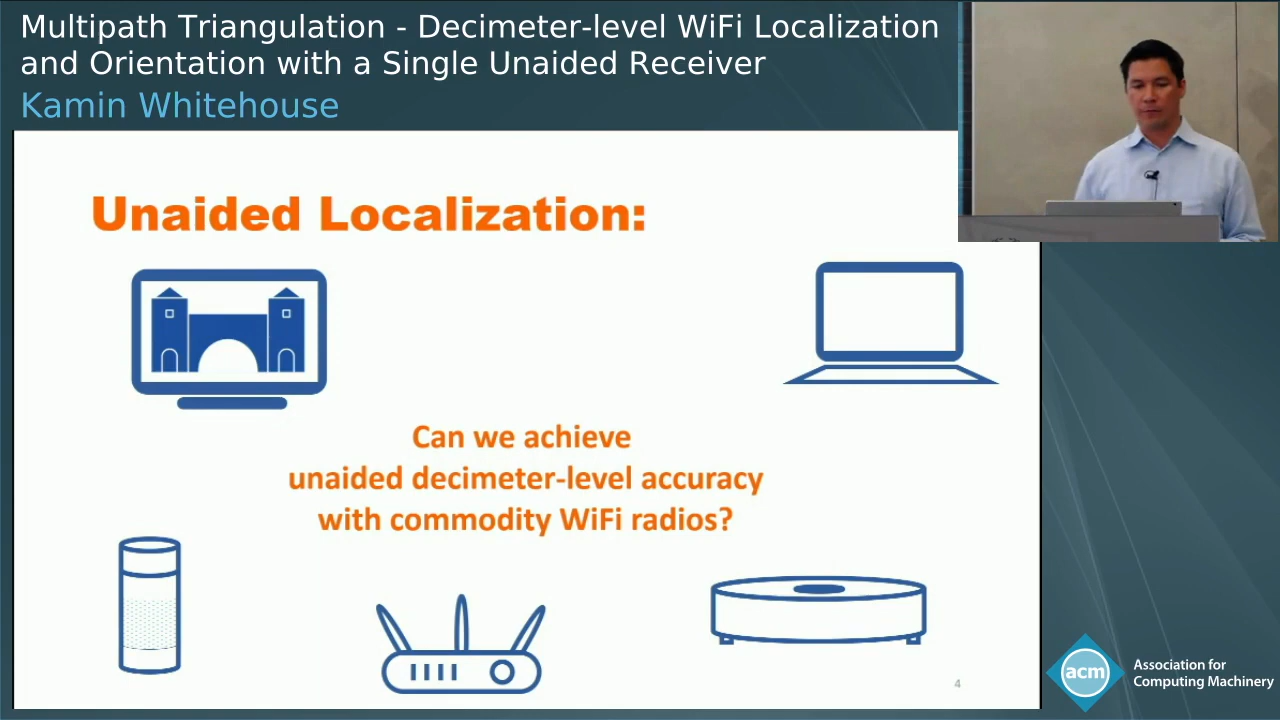 Multipath Triangulation - Decimeter-level WiFi Localization
and Orientation with a Single Unaided Receiver
Kamin Whitehouse
Unaided Localization:
Can we achieve
unaided decimeter-level accuracy
with commodity WiFi radios?
4
acm
Association for
Computing Machinery